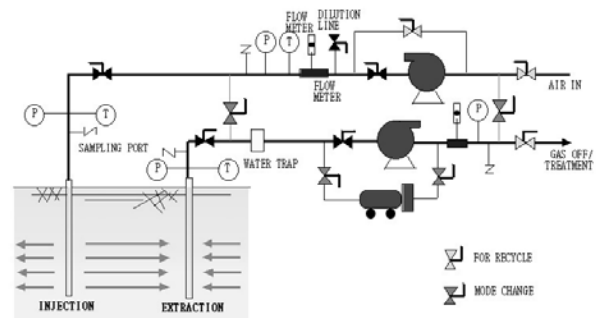 FLOW
METER
DILUTION
LINE
P
T
FLOW
METER
AIR IN
P
T
P
SAMPLING PORT
WATER TRAP
GAS OFF/
TREATMENT
P
T
FOR RECYCLE
MODE CHANGE
INJECTION
EXTRACTION